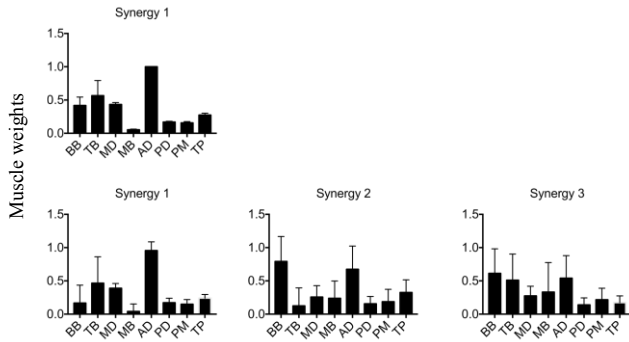 Synergy 1
Muscle weights
1.5
1.0
0.5
0.0
BB TB MD MB AD PD PM TP
Synergy 1 Synergy 2 Synergy 3
1.5 1.5 1.5
1.0 1.0 1.0
0.5 0.5 0.5
0.0 0.0 0.0
BB TB MD MB AD PD PM TP BB TB MD MB AD PD PM TP BB TB MD MB AD PD PM TP